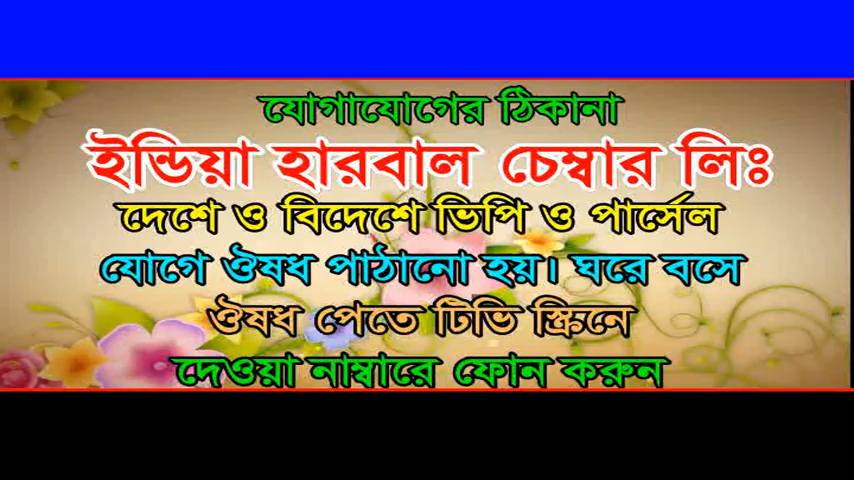 যোগাযোগের ঠিকানা
ইন্ডিয়া হারবাল চেম্বার লিঃ
দেশে ও বিদেশে ভিপি ও পার্সেল
যোগে ঔষধ পাঠানো হয়। ঘরে বসে
ঔষধ পেতে টিভি স্ক্রিনে
দেওয়া নাম্বারে ফোন করুন